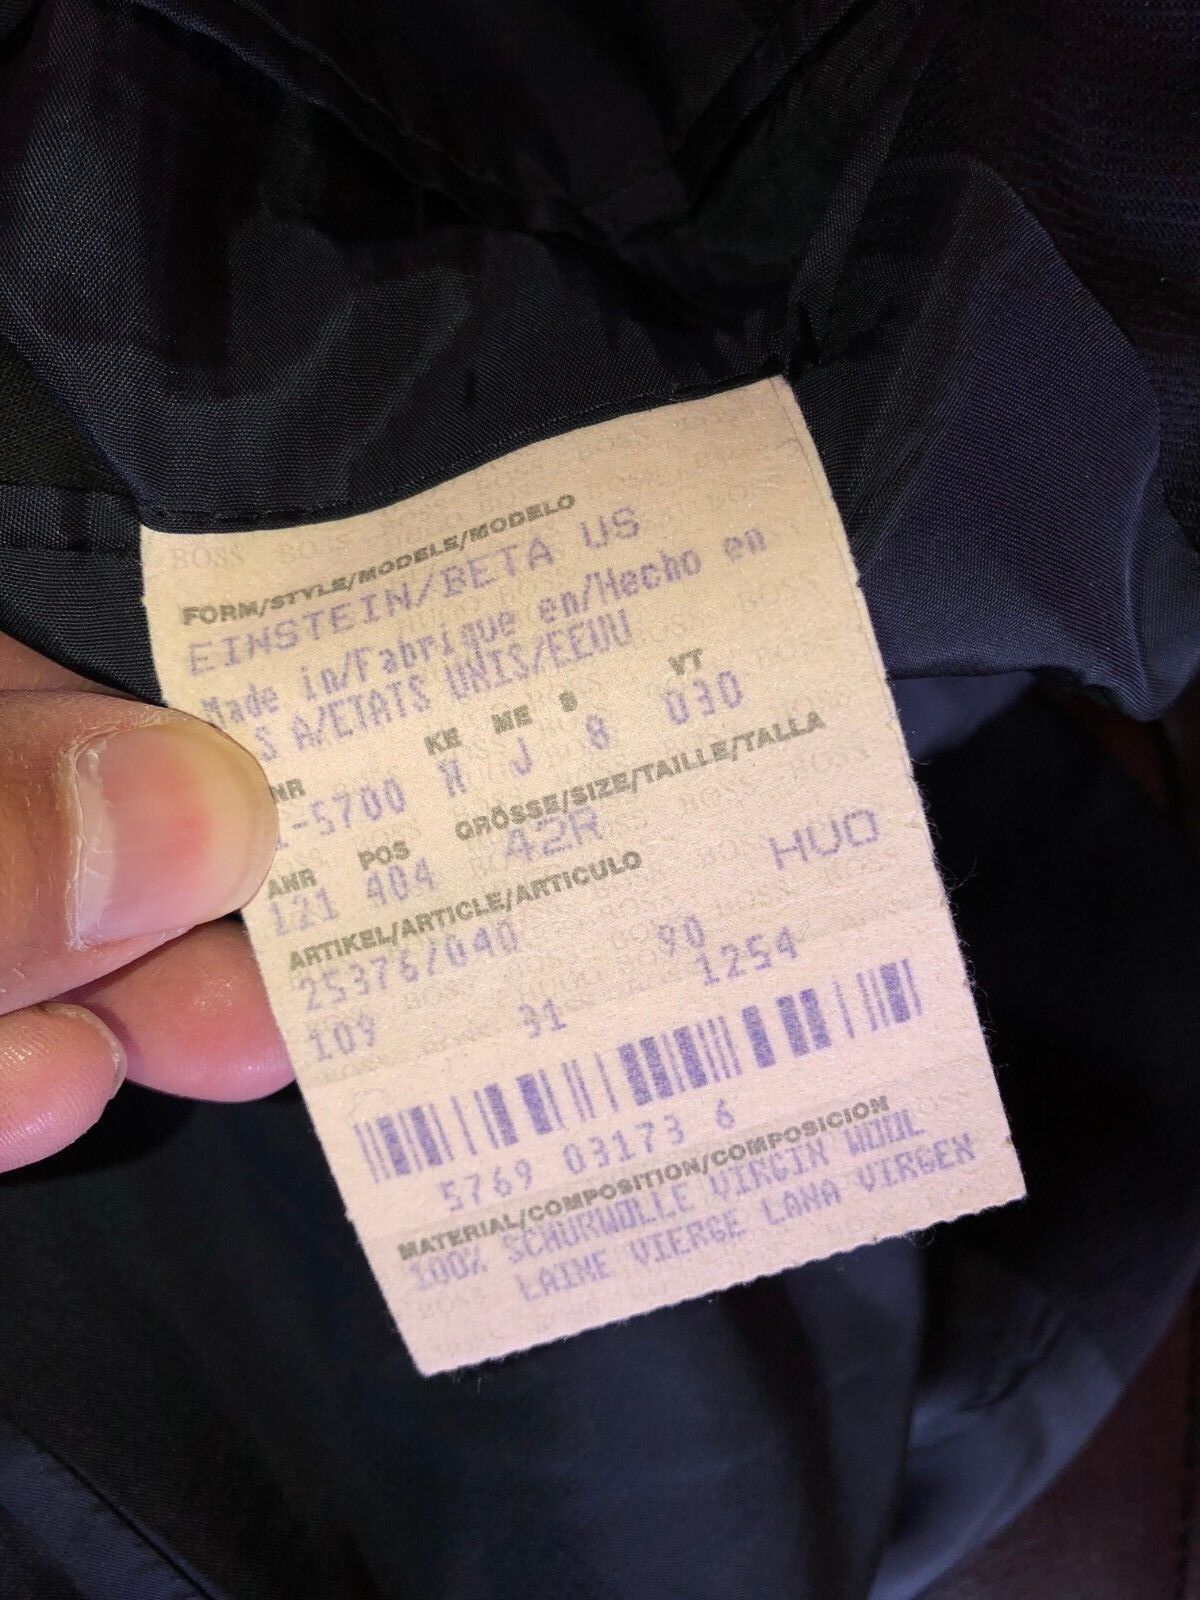 FORM/STYLE/MODELE/MODELO
EINSTEIN/BETA US
Made in/Fabrique en/Hecho en
S A/ETATS UNIS/EEUU
NR KE ME S VT
-5700 N J 8 030
ANR POS GRÖSSE/SIZE/TAILLE/TALLA
121 404 42R
ARTIKEL/ARTICLE/ARTICULO HUO
25376/040 90
109 31 1254
5769 03173 6
MATERIAL/COMPOSITION/COMPOSICION
100% SCHURWOLLE VIRGIN WOOL
LAINE VIERGE LANA VIRGEN